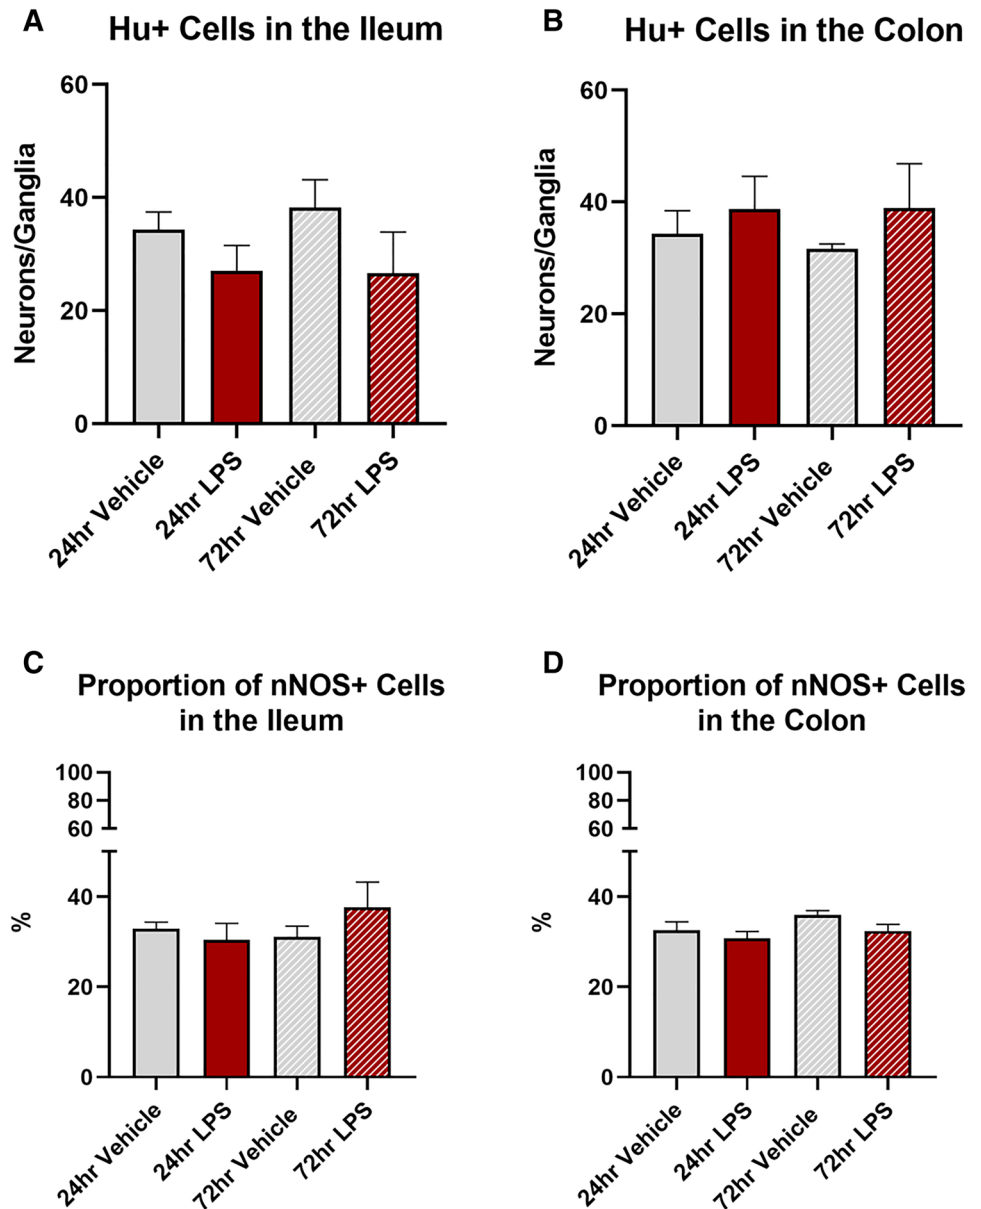 A
Hu+ Cells in the Ileum
60
40
20
0
Neurons/Ganglia
24hr Vehicle
24hr LPS
72hr Vehicle
72hr LPS
B
Hu+ Cells in the Colon
60
40
20
0
Neurons/Ganglia
24hr Vehicle
24hr LPS
72hr Vehicle
72hr LPS
C
Proportion of nNOS+ Cells
in the Ileum
100
80
60
40
20
0
%
24hr Vehicle
24hr LPS
72hr Vehicle
72hr LPS
D
Proportion of nNOS+ Cells
in the Colon
100
80
60
40
20
0
%
24hr Vehicle
24hr LPS
72hr Vehicle
72hr LPS